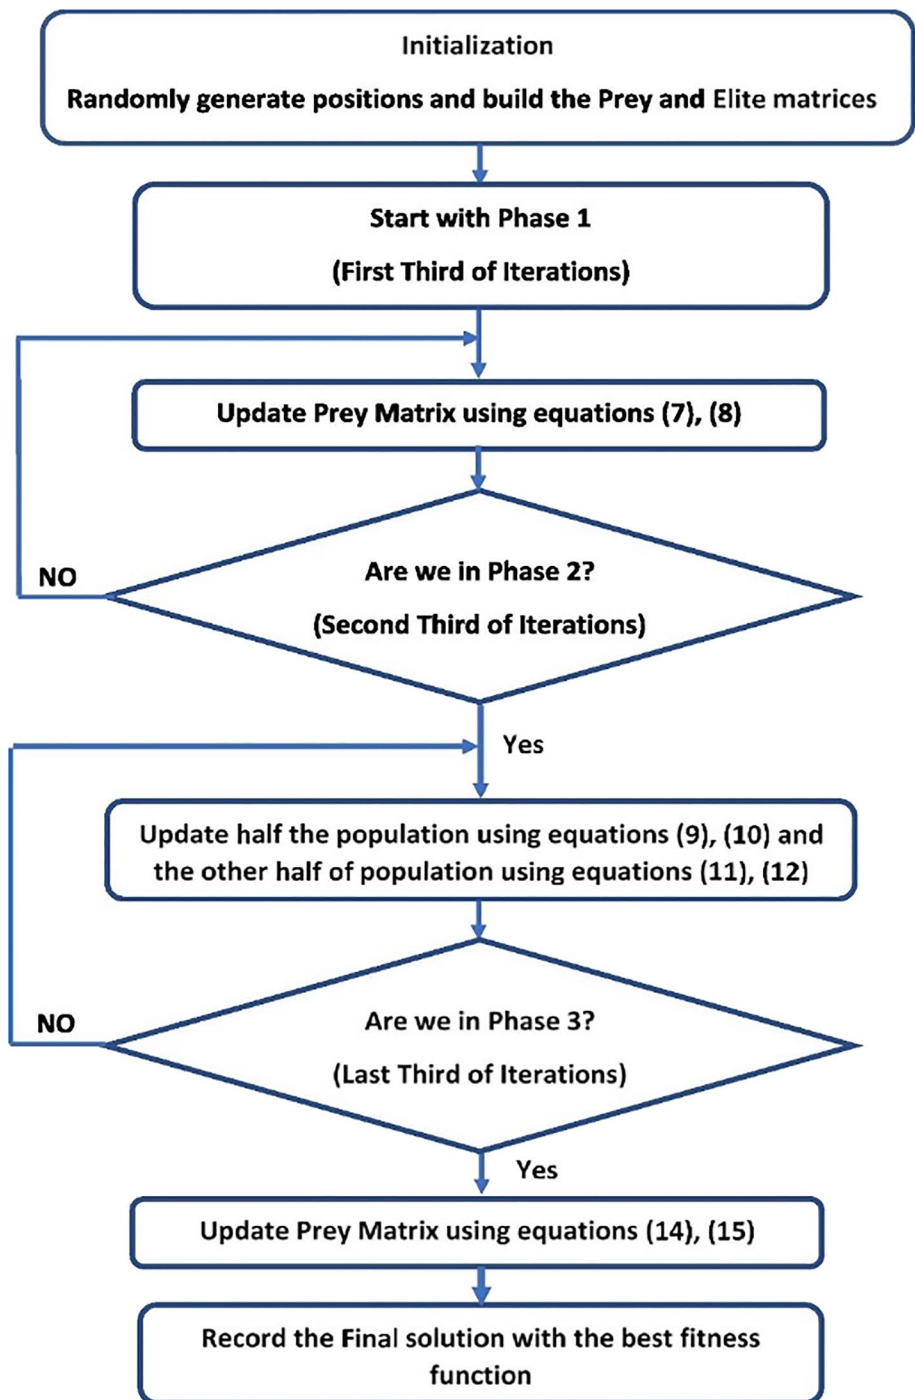 Initialization
Randomly generate positions and build the Prey and Elite matrices
Start with Phase 1
(First Third of Iterations)
Update Prey Matrix using equations (7), (8)
Are we in Phase 2?
(Second Third of Iterations)
NO
Yes
Update half the population using equations (9), (10) and
the other half of population using equations (11), (12)
Are we in Phase 3?
(Last Third of Iterations)
NO
Yes
Update Prey Matrix using equations (14), (15)
Record the Final solution with the best fitness
function